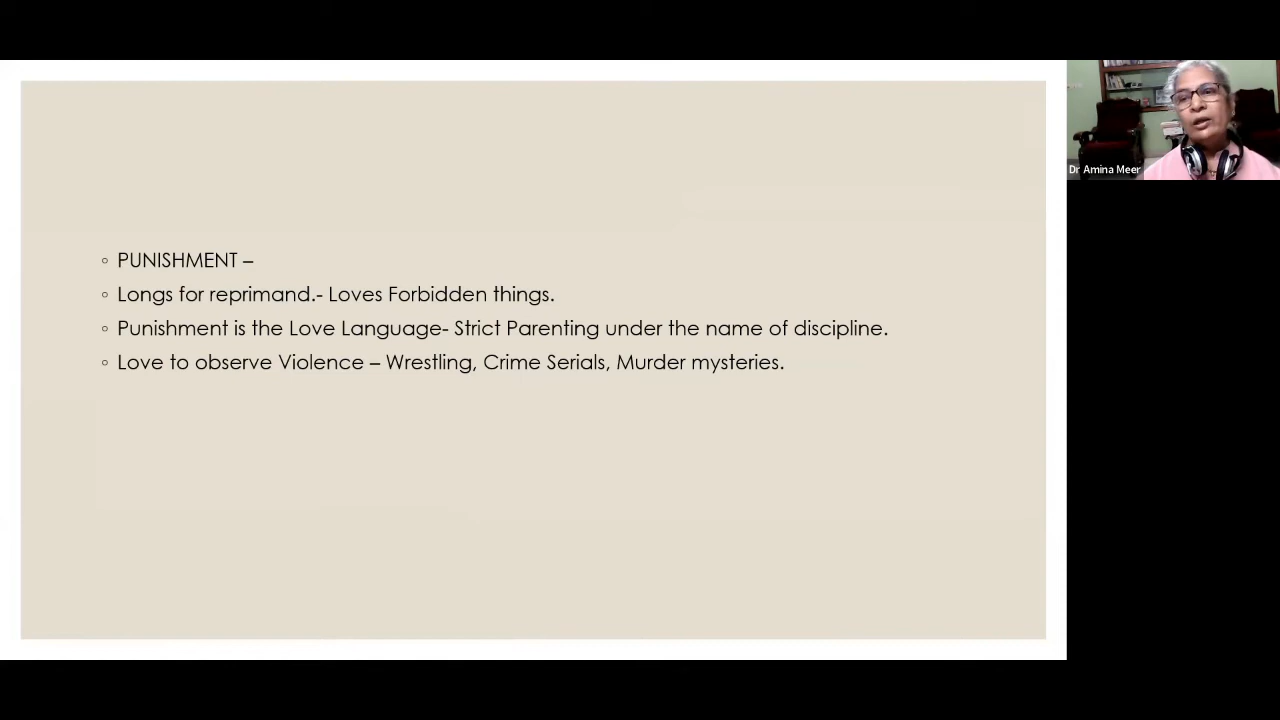 ◦ PUNISHMENT –
◦ Longs for reprimand.- Loves Forbidden things.
◦ Punishment is the Love Language- Strict Parenting under the name of discipline.
◦ Love to observe Violence – Wrestling, Crime Serials, Murder mysteries.
Dr Amina Meer